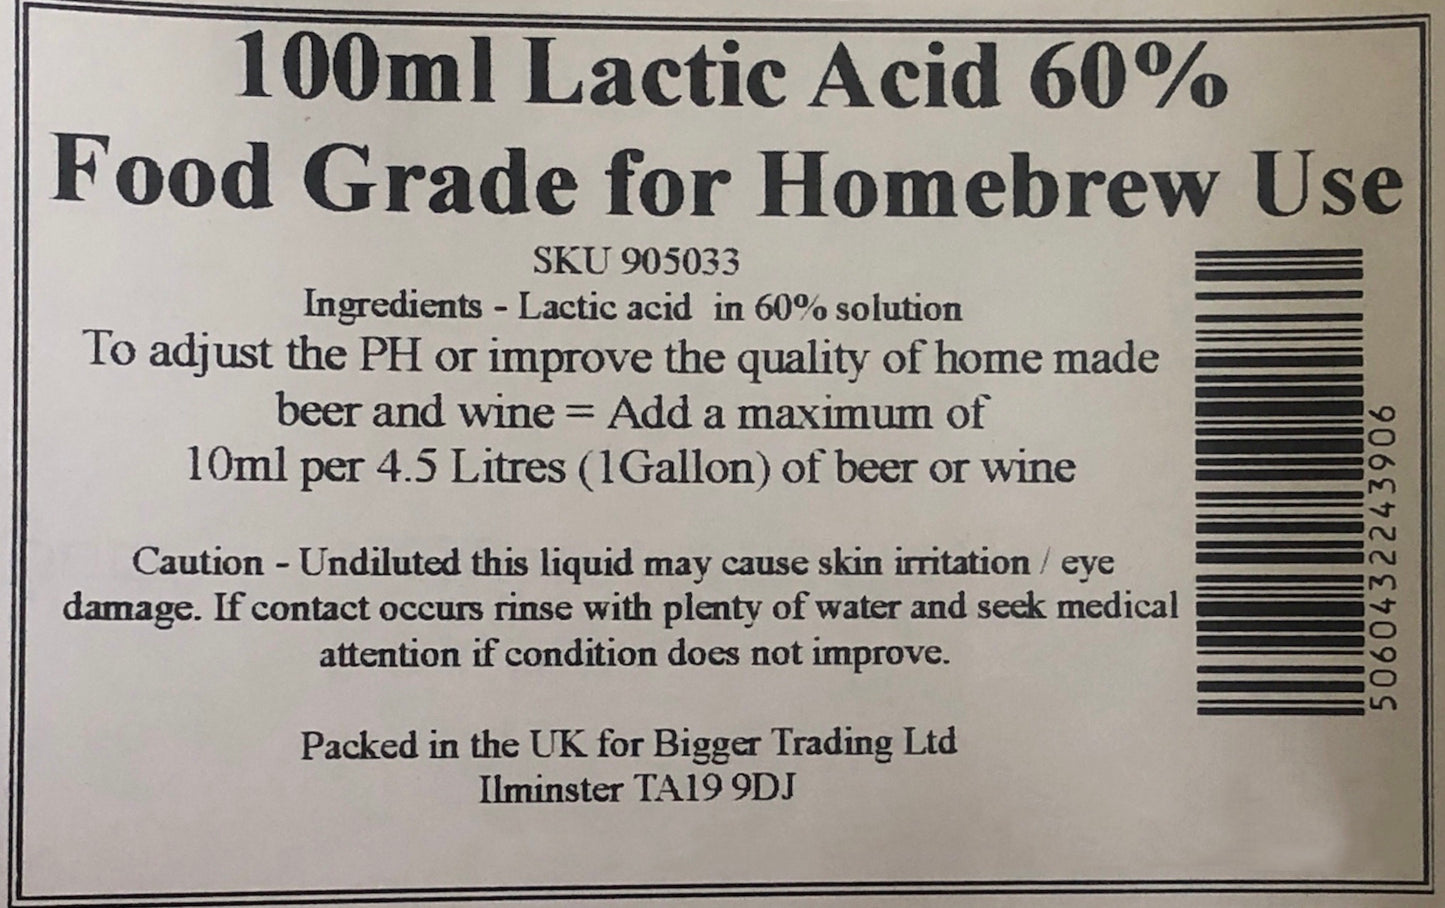 100ml Lactic Acid 60%
Food Grade for Homebrew Use
SKU 905033
Ingredients - Lactic acid in 60% solution
To adjust the PH or improve the quality of home made
beer and wine = Add a maximum of
10ml per 4.5 Litres (1Gallon) of beer or wine
Caution - Undiluted this liquid may cause skin irritation / eye
damage. If contact occurs rinse with plenty of water and seek medical
attention if condition does not improve.
Packed in the UK for Bigger Trading Ltd
Ilminster TA19 9DJ
5060432243906